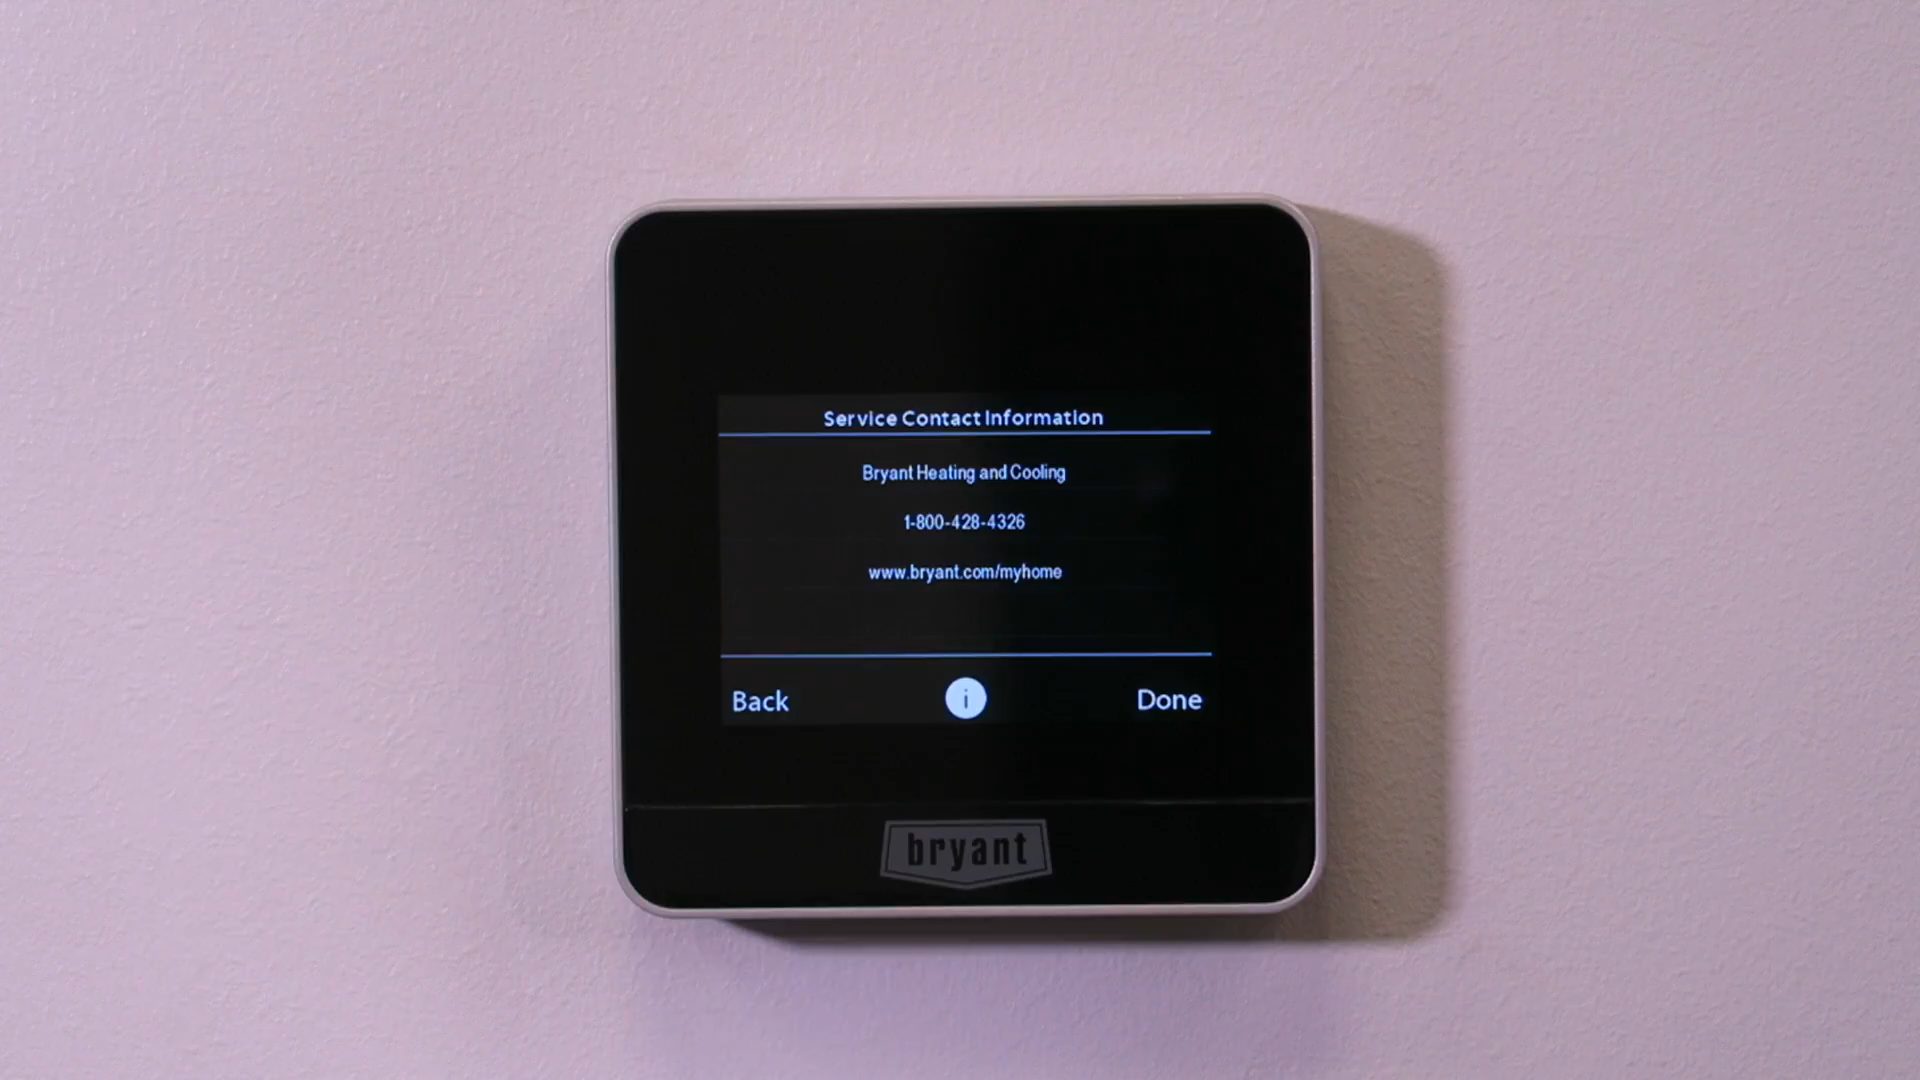 Service Contact Information
Bryant Heating and Cooling
1-800-428-4326
www.bryant.com/myhome
Back i Done
bryant